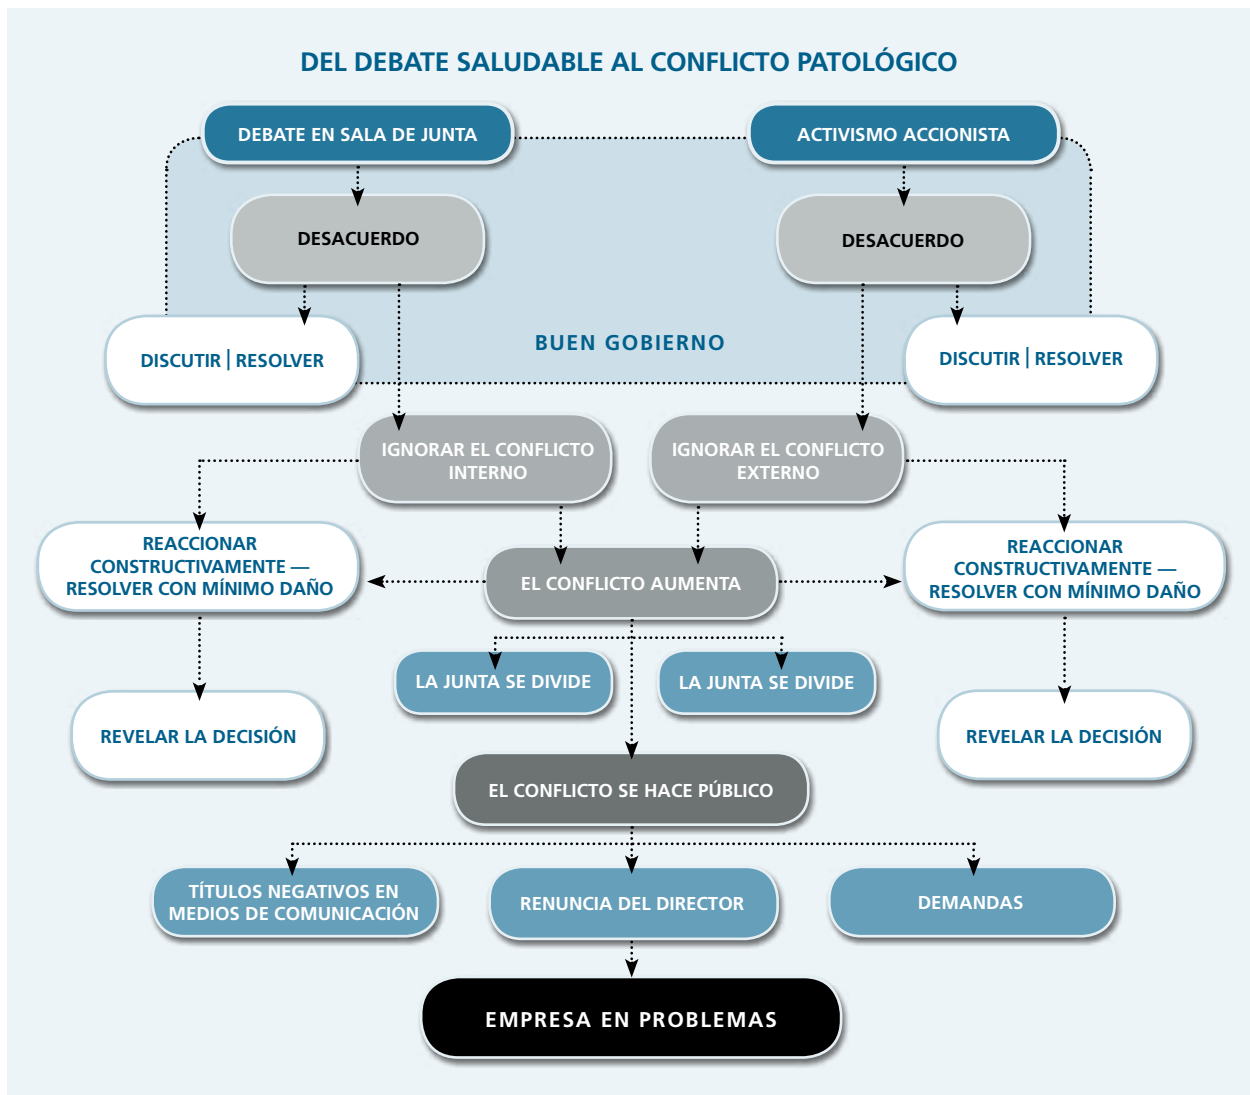 DEL DEBATE SALUDABLE AL CONFLICTO PATOLÓGICO
DEBATE EN SALA DE JUNTA
ACTIVISMO ACCIONISTA
DESACUERDO
DESACUERDO
BUEN GOBIERNO
DISCUTIR | RESOLVER
DISCUTIR | RESOLVER
IGNORAR EL CONFLICTO
INTERNO
IGNORAR EL CONFLICTO
EXTERNO
REACCIONAR
CONSTRUCTIVAMENTE —
RESOLVER CON MÍNIMO DAÑO
EL CONFLICTO AUMENTA
REACCIONAR
CONSTRUCTIVAMENTE —
RESOLVER CON MÍNIMO DAÑO
LA JUNTA SE DIVIDE
LA JUNTA SE DIVIDE
REVELAR LA DECISIÓN
REVELAR LA DECISIÓN
EL CONFLICTO SE HACE PÚBLICO
TÍTULOS NEGATIVOS EN
MEDIOS DE COMUNICACIÓN
RENUNCIA DEL DIRECTOR
DEMANDAS
EMPRESA EN PROBLEMAS